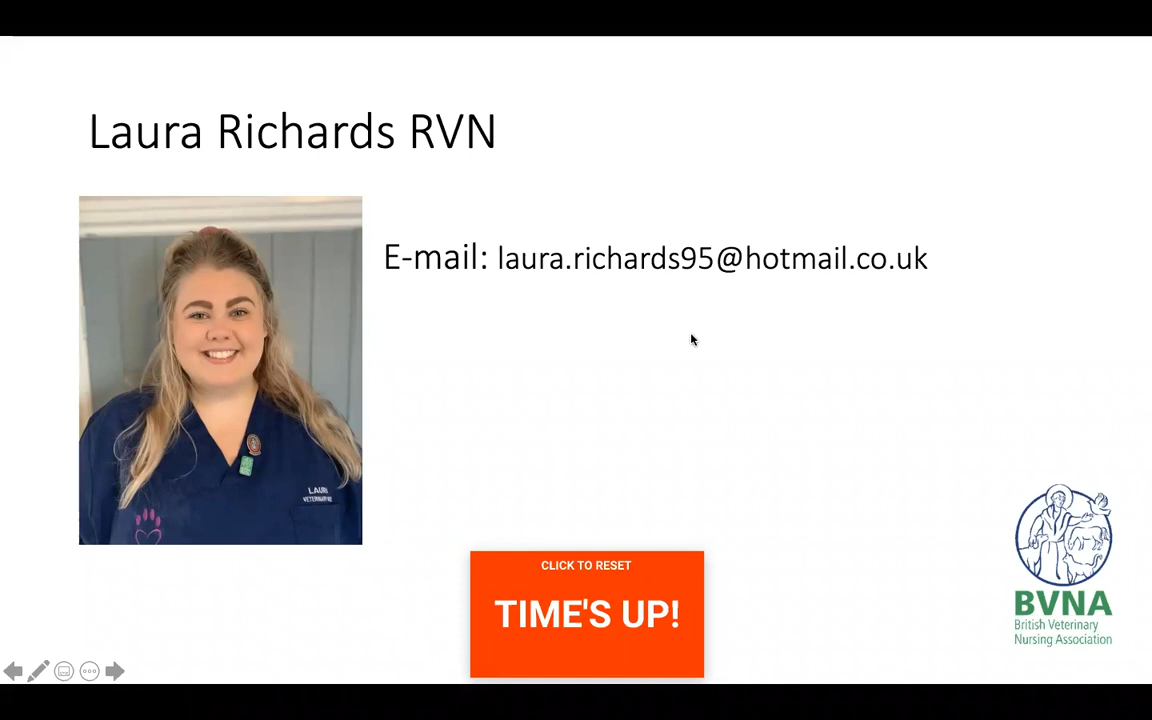 Laura Richards RVN
E-mail: laura.richards95@hotmail.co.uk
VETERINARY
CLICK TO RESET
TIME'S UP!
BVNA
British Veterinary
Nursing Association